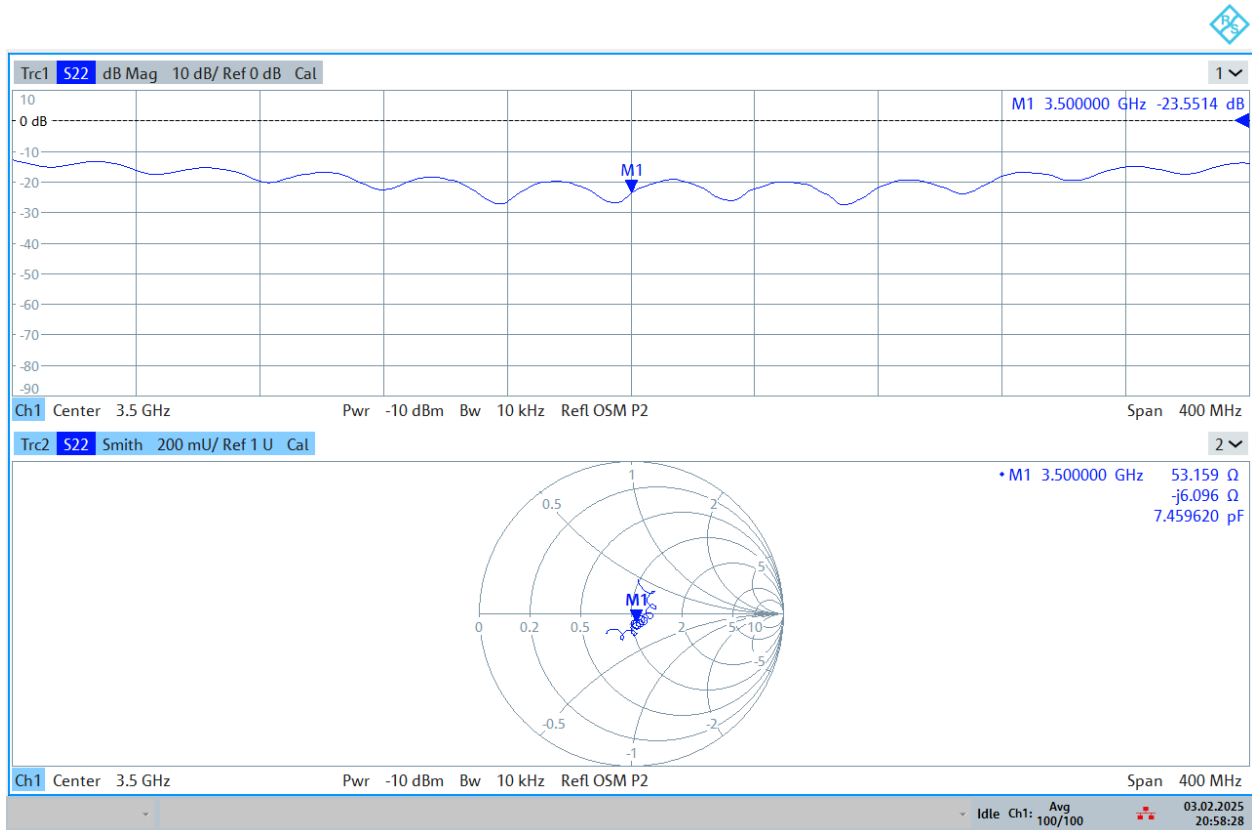 R&S
Trc1 S22 dB Mag 10 dB/ Ref 0 dB Cal
1
10
0 dB
-10
-20
-30
-40
-50
-60
-70
-80
-90
M1 3.500000 GHz -23.5514 dB
M1
Ch1 Center 3.5 GHz Pwr -10 dBm Bw 10 kHz Refl OSM P2 Span 400 MHz
Trc2 S22 Smith 200 mU/ Ref 1 U Cal
2
• M1 3.500000 GHz 53.159 Ω
-j6.096 Ω
7.459620 pF
1
0.5
2
5
M1
0 0.2 0.5 2 5 10
-5
-0.5
-2
-1
Ch1 Center 3.5 GHz Pwr -10 dBm Bw 10 kHz Refl OSM P2 Span 400 MHz
Idle Ch1: Avg 100/100
03.02.2025
20:58:28